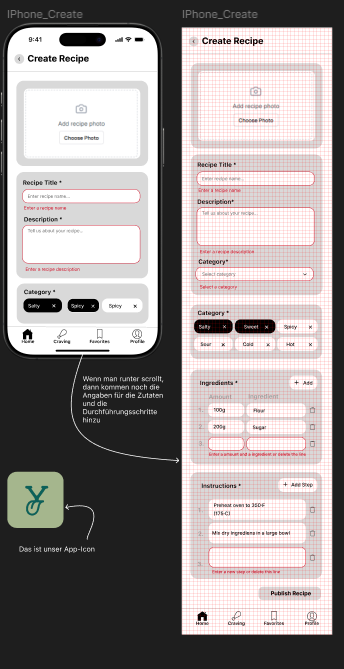 IPhone_Create
9:41
Create Recipe
Add recipe photo
Choose Photo
Recipe Title *
Enter recipe name...
Enter a recipe name
Description *
Tell us about your recipe...
Enter a recipe description
Category *
Salty ×
Spicy ×
Spicy ×
Home
Craving
Favorites
Profile
Wenn man runter scrollt,
dann kommen noch die
Angaben für die Zutaten
und die
Durchführungsschritte
hinzu
Das ist unser App-Icon
IPhone_Create
Create Recipe
Add recipe photo
Choose Photo
Recipe Title *
Enter recipe name...
Enter a recipe name
Description*
Tell us about your recipe...
Enter a recipe description
Category*
Select category
Select a category
Category *
Salty ×
Sweet ×
Spicy ×
Sour ×
Cold ×
Hot ×
Ingredients *
+ Add
Amount
Ingredient
1. 100g Flour
2. 200g Sugar
3.
Enter a amount and a ingredient or delete the line
Instructions *
+ Add Step
1. Preheat oven to 350°F
(175°C)
2. Mix dry ingredients in a large bowl
3.
Enter a new step or delete this line
Publish Recipe
Home
Craving
Favorites
Profile